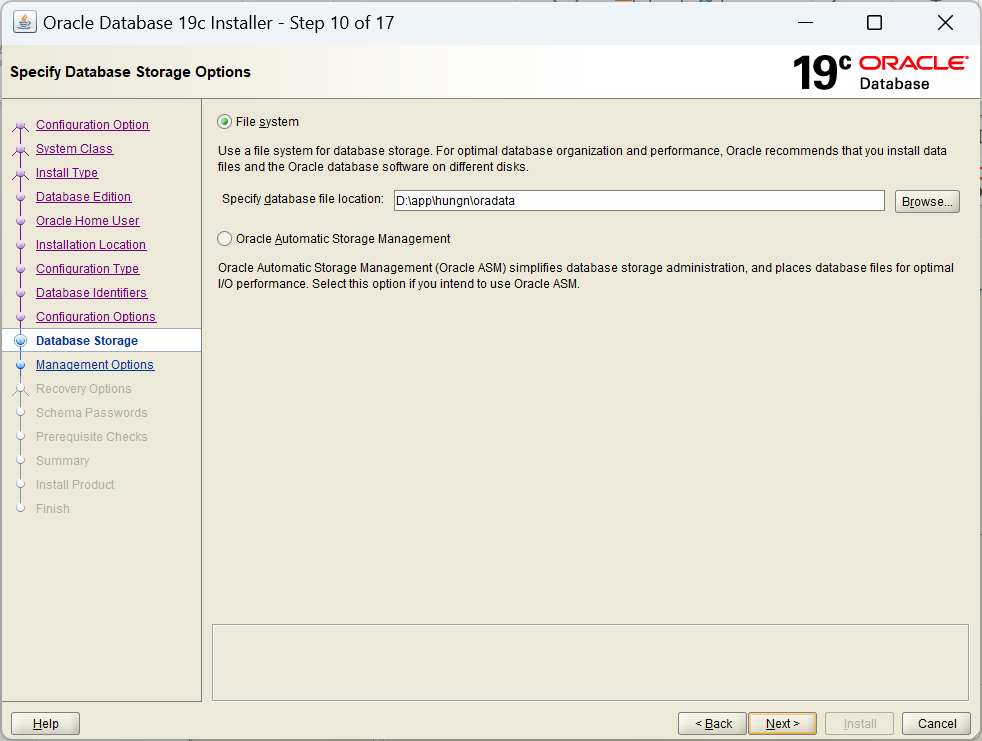 Oracle Database 19c Installer - Step 10 of 17
Specify Database Storage Options
19c ORACLE
Database
Configuration Option
System Class
Install Type
Database Edition
Oracle Home User
Installation Location
Configuration Type
Database Identifiers
Configuration Options
Database Storage
Management Options
Recovery Options
Schema Passwords
Prerequisite Checks
Summary
Install Product
Finish
File system
Use a file system for database storage. For optimal database organization and performance, Oracle recommends that you install data
files and the Oracle database software on different disks.
Specify database file location: D:\app\hungn\oradata Browse...
Oracle Automatic Storage Management
Oracle Automatic Storage Management (Oracle ASM) simplifies database storage administration, and places database files for optimal
I/O performance. Select this option if you intend to use Oracle ASM.
Help < Back Next > Install Cancel